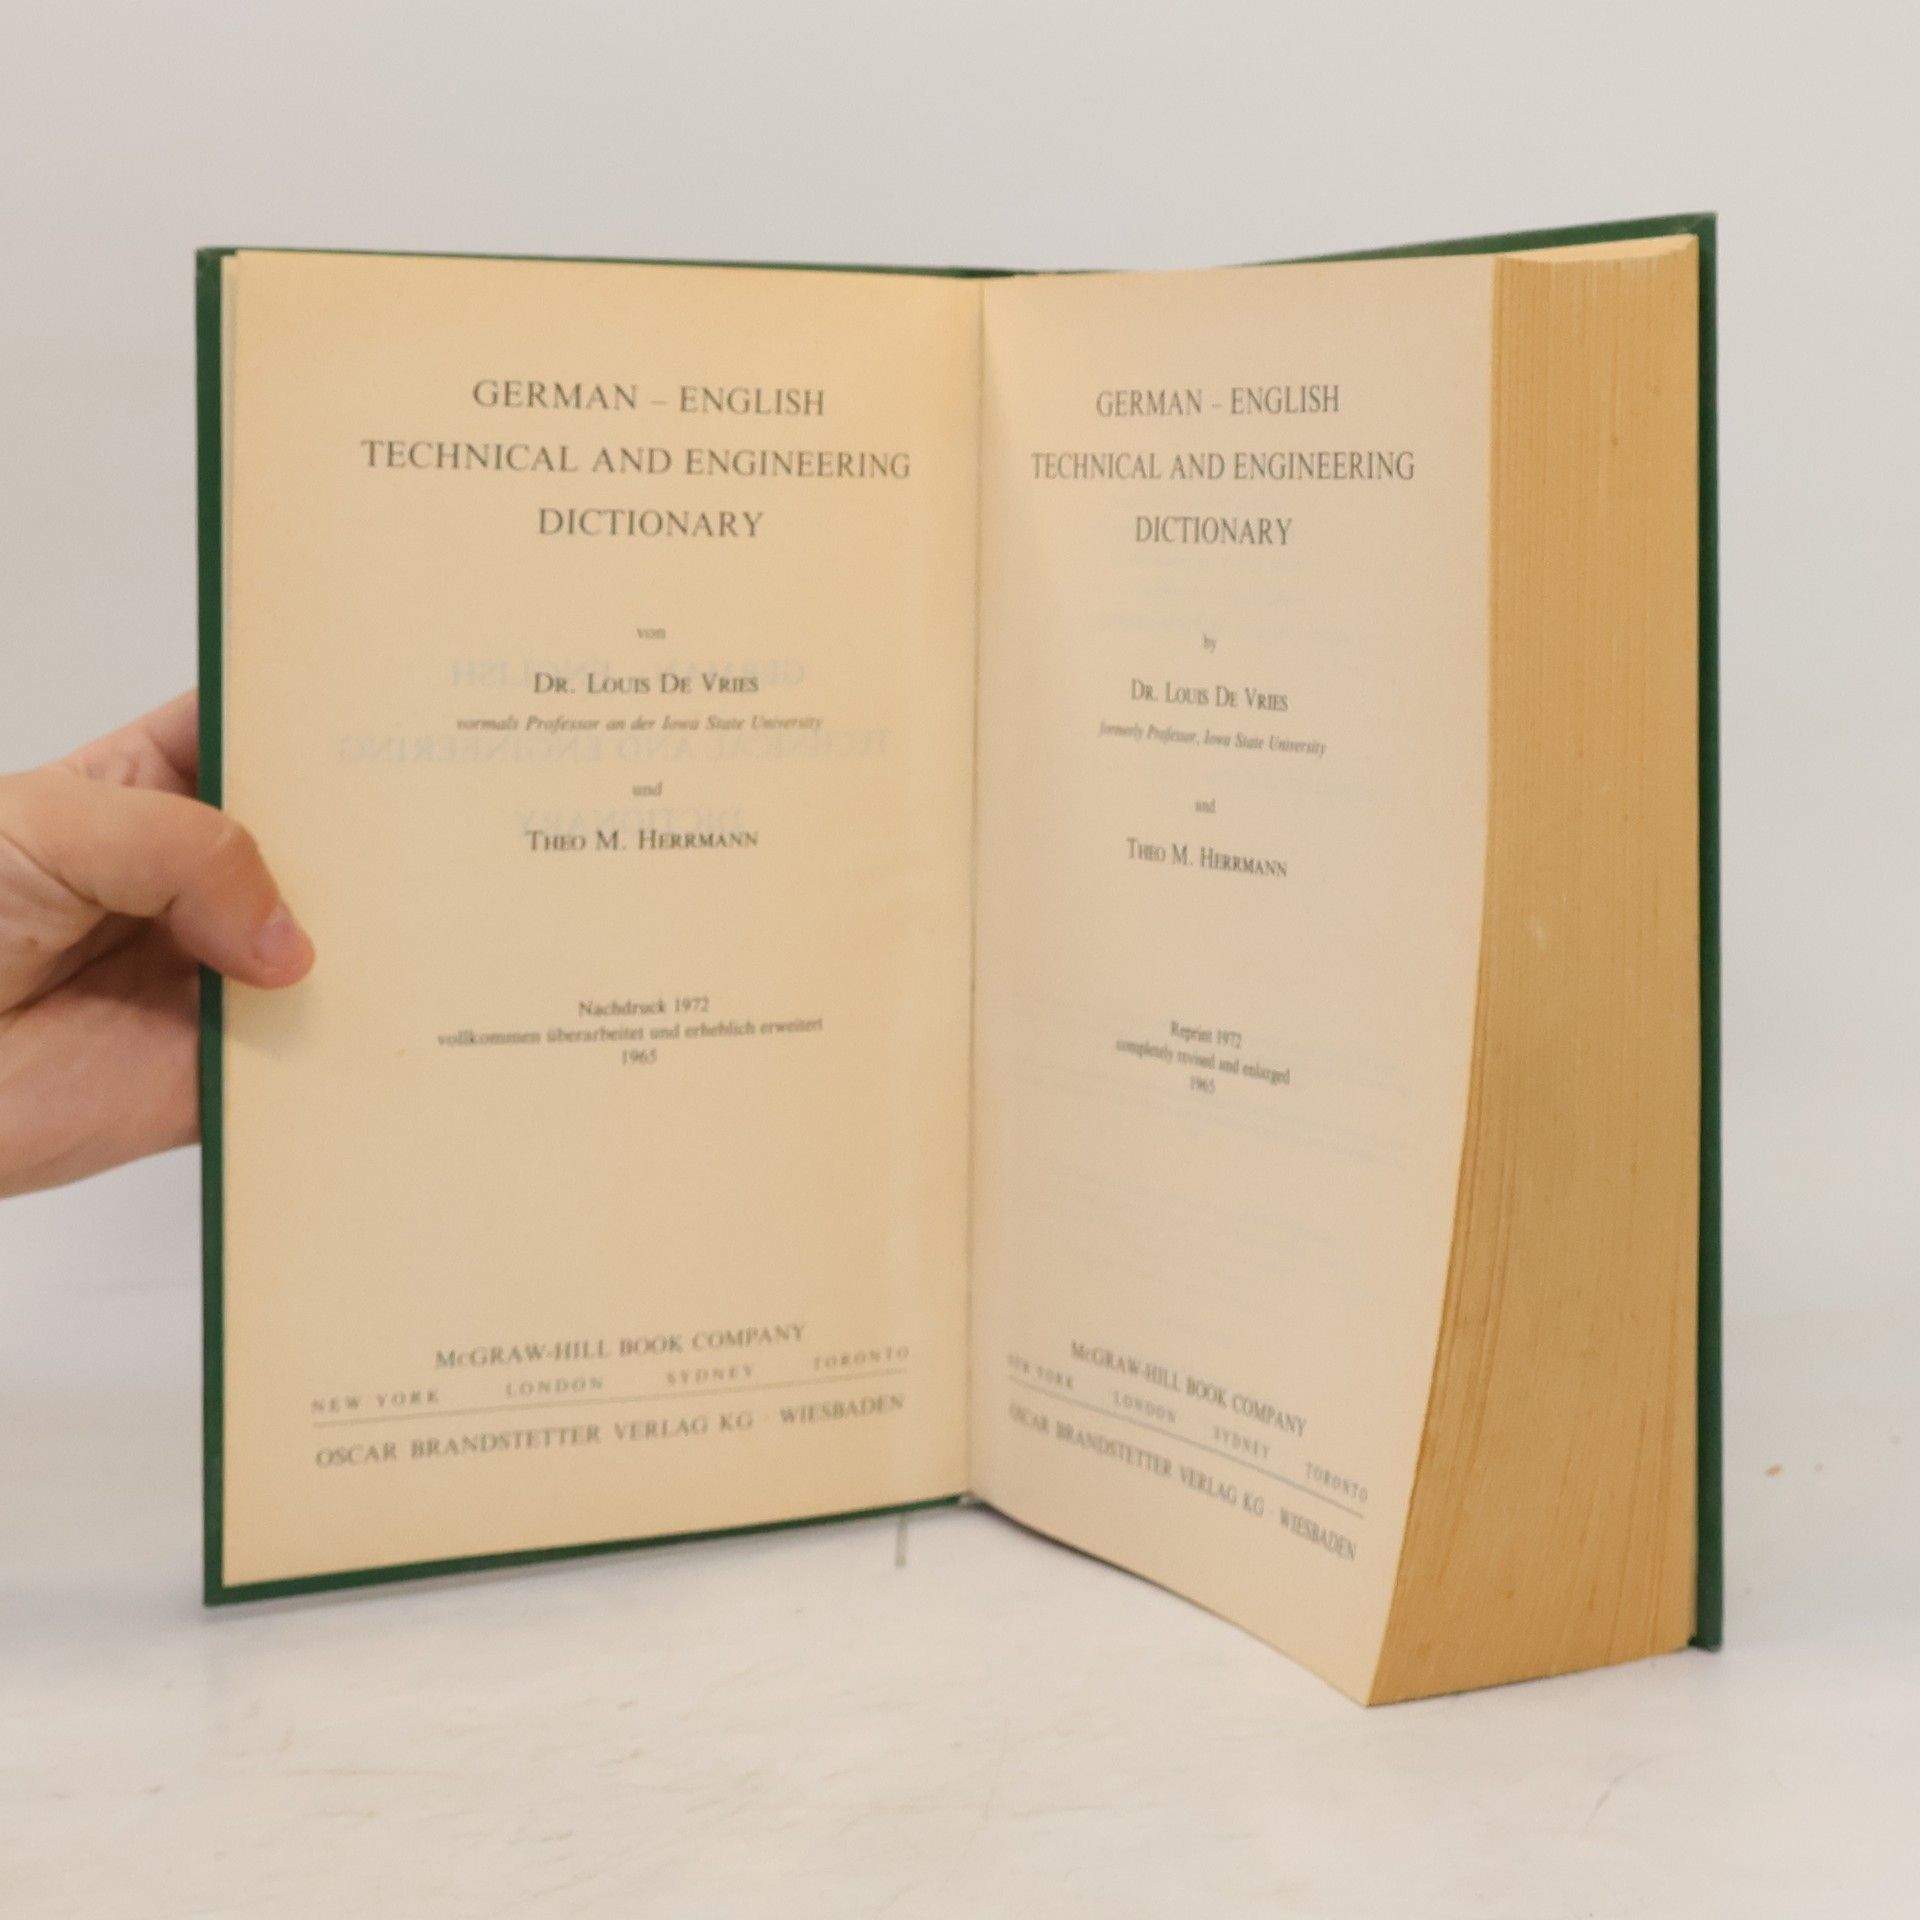 GERMAN – ENGLISH
TECHNICAL AND ENGINEERING
DICTIONARY
von
DR. LOUIS DE VRIES
vormals Professor an der Iowa State University
und
THEO M. HERRMANN
Nachdruck 1972
vollkommen überarbeitet und erheblich erweitert
1965
McGRAW-HILL BOOK COMPANY
NEW YORK LONDON SYDNEY TORONTO
OSCAR BRANDSTETTER VERLAG KG · WIESBADEN
GERMAN – ENGLISH
TECHNICAL AND ENGINEERING
DICTIONARY
by
DR. LOUIS DE VRIES
formerly Professor, Iowa State University
and
THEO M. HERRMANN
Reprint 1972
completely revised and enlarged
1965
McGRAW-HILL BOOK COMPANY
NEW YORK LONDON SYDNEY TORONTO
OSCAR BRANDSTETTER VERLAG KG · WIESBADEN